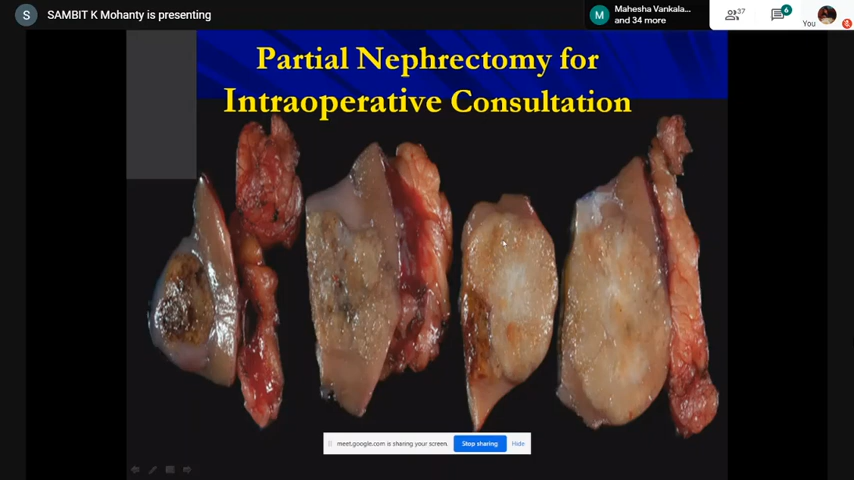 S SAMBIT K Mohanty is presenting
M Mahesha Vankala...
and 34 more
37
6
You
Partial Nephrectomy for
Intraoperative Consultation
meet.google.com is sharing your screen. Stop sharing Hide